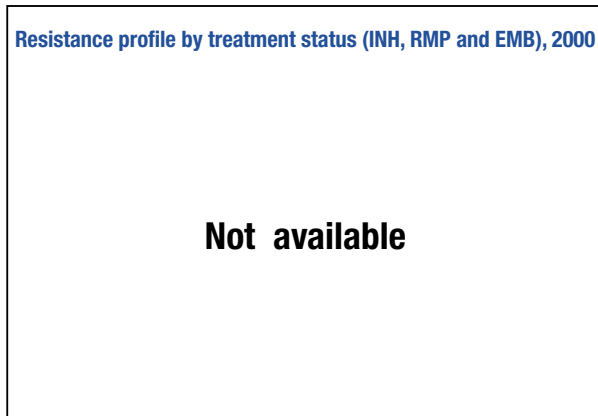 Resistance profile by treatment status (INH, RMP and EMB), 2000
Not available